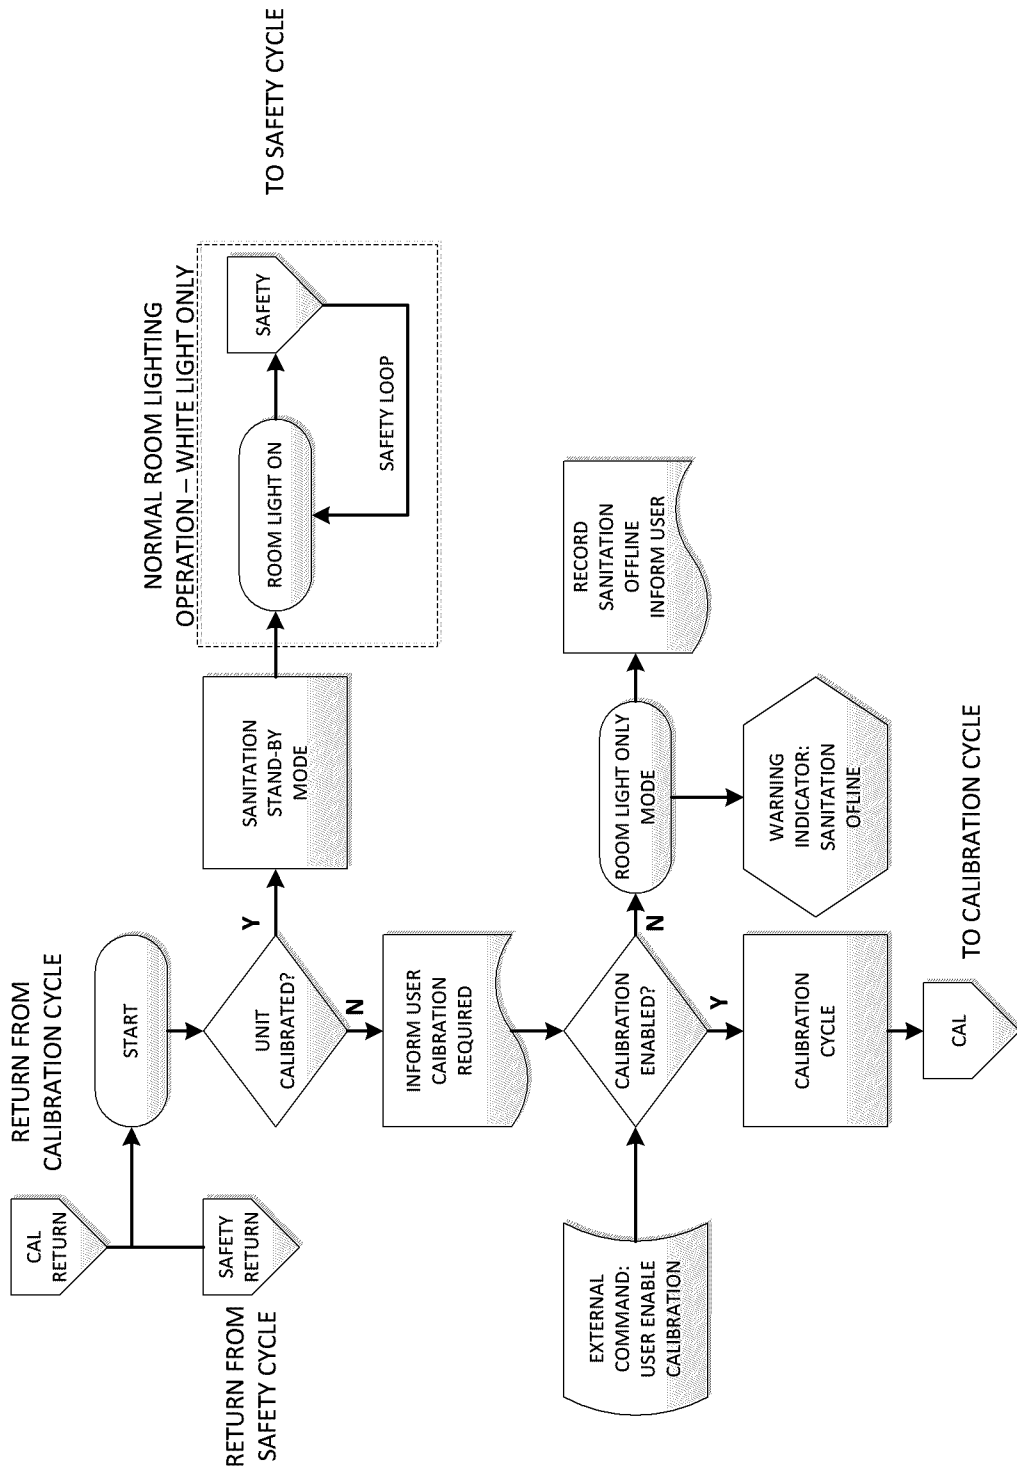 RETURN FROM
CALIBRATION CYCLE
CAL
RETURN
SAFETY
RETURN
RETURN FROM
SAFETY CYCLE
START
UNIT
CALIBRATED?
Y
N
SANITATION
STAND-BY
MODE
NORMAL ROOM LIGHTING
OPERATION – WHITE LIGHT ONLY
ROOM LIGHT ON
SAFETY
SAFETY LOOP
TO SAFETY CYCLE
INFORM USER
CAIBRATION
REQUIRED
EXTERNAL
COMMAND:
USER ENABLE
CALIBRATION
CALIBRATION
ENABLED?
N
Y
ROOM LIGHT ONLY
MODE
RECORD
SANITATION
OFFLINE
INFORM USER
WARNING
INDICATOR:
SANITATION
OFLINE
CALIBRATION
CYCLE
CAL
TO CALIBRATION CYCLE